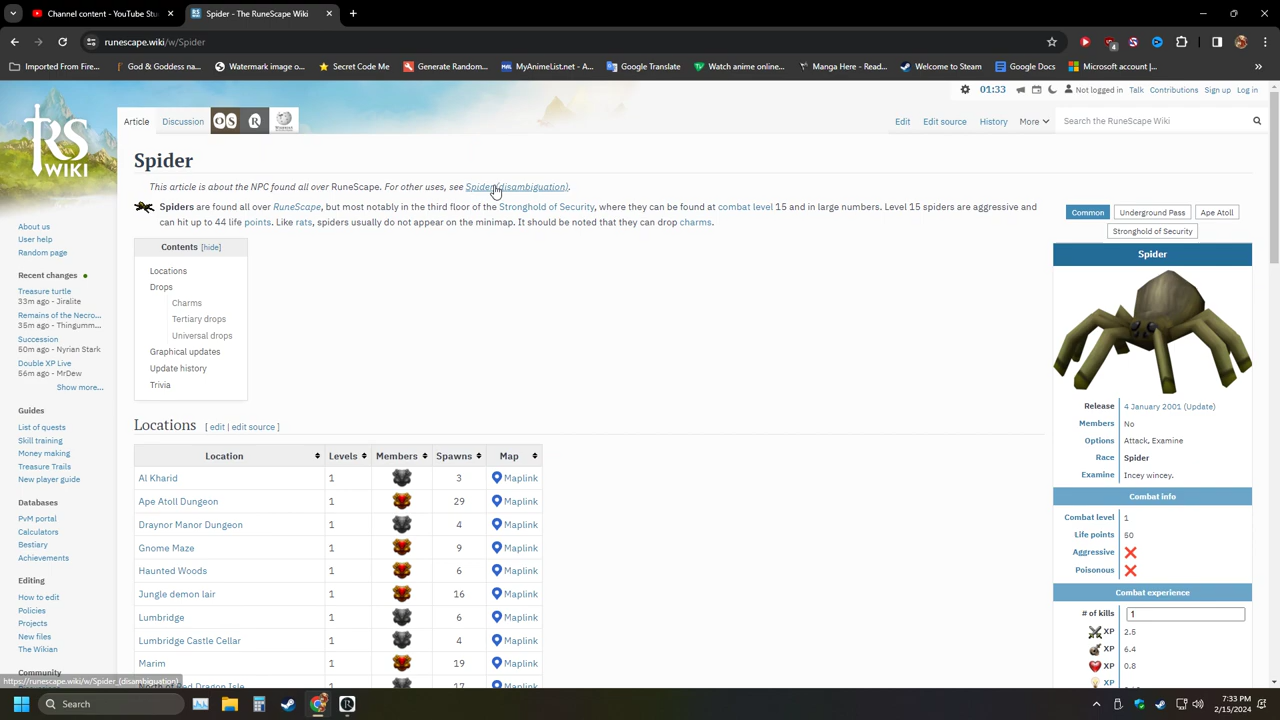 Channel content - YouTube Stu
Spider - The RuneScape Wiki
runescape.wiki/w/Spider
Imported From Firef...
God & Goddess na...
Watermark image o...
Secret Code Me
Generate Random...
MAL MyAnimeList.net - A...
Google Translate
Watch anime online...
Manga Here - Read...
Welcome to Steam
Google Docs
Microsoft account |...
01:33 Not logged in Talk Contributions Sign up Log in
RS WIKI
Article Discussion OS R Edit Edit source History More Search the RuneScape Wiki
Spider
This article is about the NPC found all over RuneScape. For other uses, see Spider (disambiguation).
Spiders are found all over RuneScape, but most notably in the third floor of the Stronghold of Security, where they can be found at combat level 15 and in large numbers. Level 15 spiders are aggressive and
can hit up to 44 life points. Like rats, spiders usually do not appear on the minimap. It should be noted that they can drop charms.
About us
User help
Random page
Recent changes
Treasure turtle
33m ago - Jiralite
Remains of the Necro...
35m ago - Thingumm...
Succession
50m ago - Nyrian Stark
Double XP Live
56m ago - MrDew
Show more...
Guides
List of quests
Skill training
Money making
Treasure Trails
New player guide
Databases
PvM portal
Calculators
Bestiary
Achievements
Editing
How to edit
Policies
Projects
New files
The Wikian
Community
Contents [hide]
Locations
Drops
Charms
Tertiary drops
Universal drops
Graphical updates
Update history
Trivia
Locations [ edit | edit source ]
Location Levels Members Spawns Map
Al Kharid 1 3 Maplink
Ape Atoll Dungeon 1 29 Maplink
Draynor Manor Dungeon 1 4 Maplink
Gnome Maze 1 9 Maplink
Haunted Woods 1 6 Maplink
Jungle demon lair 1 16 Maplink
Lumbridge 1 6 Maplink
Lumbridge Castle Cellar 1 4 Maplink
Marim 1 19 Maplink
North of Red Dragon Isle 1 17 Maplink
Common Underground Pass Ape Atoll
Stronghold of Security
Spider
Release 4 January 2001 (Update)
Members No
Options Attack, Examine
Race Spider
Examine Incey wincey.
Combat info
Combat level 1
Life points 50
Aggressive
Poisonous
Combat experience
# of kills 1
XP 2.5
XP 6.4
XP 0.8
XP
https://runescape.wiki/w/Spider_(disambiguation)
Search
7:33 PM
2/15/2024